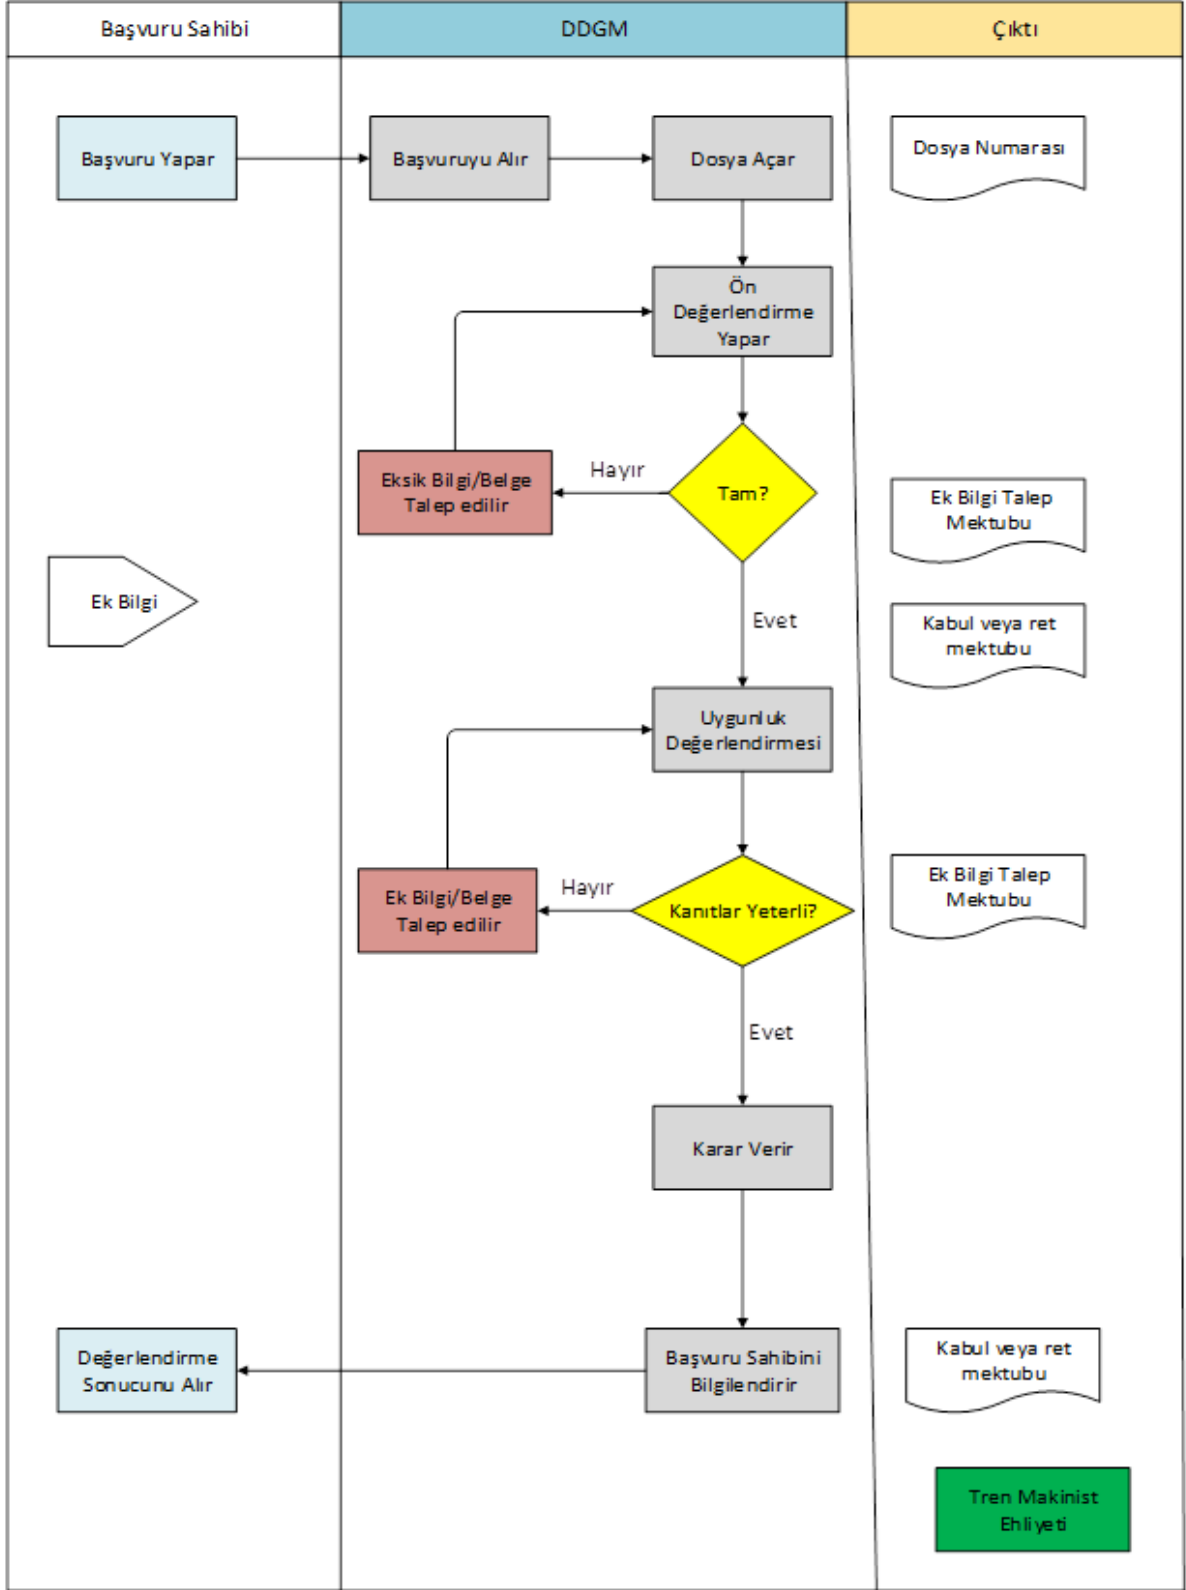 Başvuru Sahibi
DDGM
Çıktı
Başvuru Yapar
Başvuruyu Alır
Dosya Açar
Dosya Numarası
Ön
Değerlendirme
Yapar
Eksik Bilgi/Belge
Talep edilir
Hayır
Tam?
Ek Bilgi Talep
Mektubu
Ek Bilgi
Evet
Kabul veya ret
mektubu
Uygunluk
Değerlendirmesi
Ek Bilgi/Belge
Talep edilir
Hayır
Kanıtlar Yeterli?
Ek Bilgi Talep
Mektubu
Evet
Karar Verir
Değerlendirme
Sonucunu Alır
Başvuru Sahibini
Bilgilendirir
Kabul veya ret
mektubu
Tren Makinist
Ehliyeti